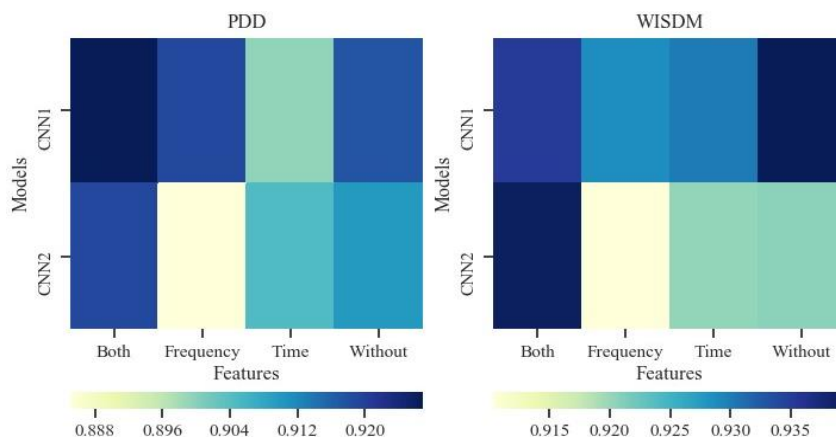 PDD
CNN1
CNN2
Models
Both Frequency Time Without
Features
0.888 0.896 0.904 0.912 0.920
WISDM
CNN1
CNN2
Models
Both Frequency Time Without
Features
0.915 0.920 0.925 0.930 0.935